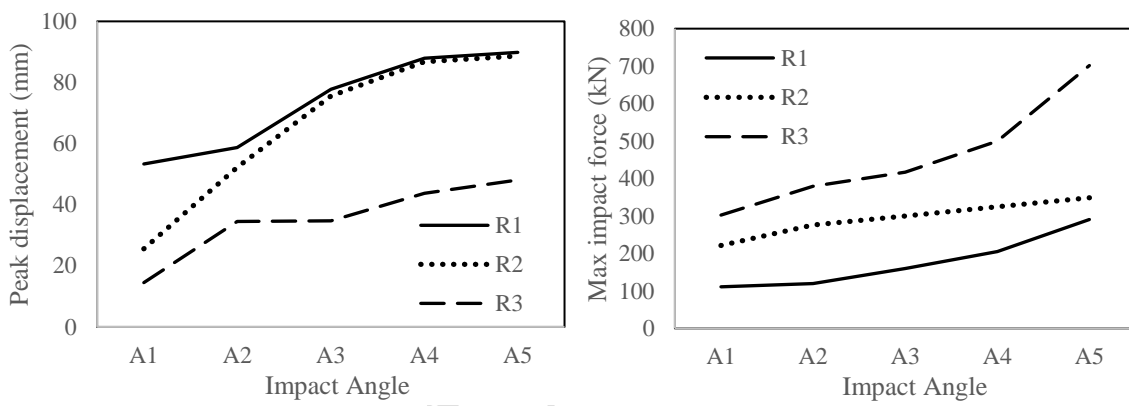 Peak displacement (mm)
100
80
60
40
20
0
R1
R2
R3
A1 A2 A3 A4 A5
Impact Angle
Max impact force (kN)
800
700
600
500
400
300
200
100
0
R1
R2
R3
A1 A2 A3 A4 A5
Impact Angle